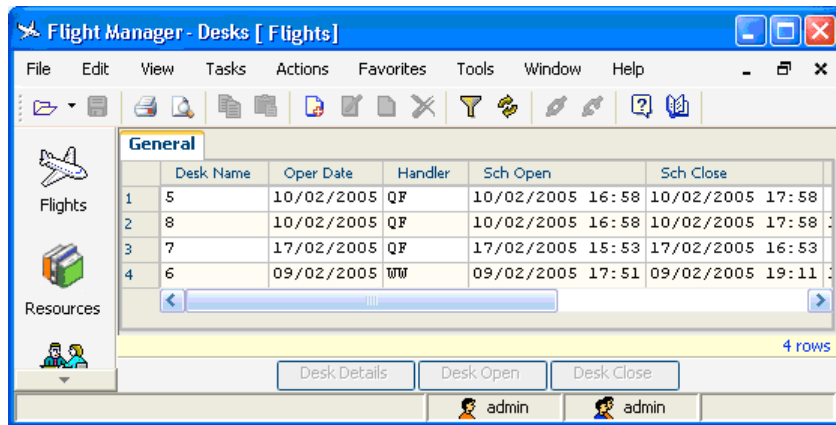 Flight Manager - Desks [ Flights]
File Edit View Tasks Actions Favorites Tools Window Help
General
Desk Name Oper Date Handler Sch Open Sch Close
1 5 10/02/2005 QF 10/02/2005 16:58 10/02/2005 17:58
2 8 10/02/2005 QF 10/02/2005 16:58 10/02/2005 17:58
3 7 17/02/2005 QF 17/02/2005 15:53 17/02/2005 16:53
4 6 09/02/2005 WW 09/02/2005 17:51 09/02/2005 19:11
Flights
Resources
4 rows
Desk Details Desk Open Desk Close
admin admin